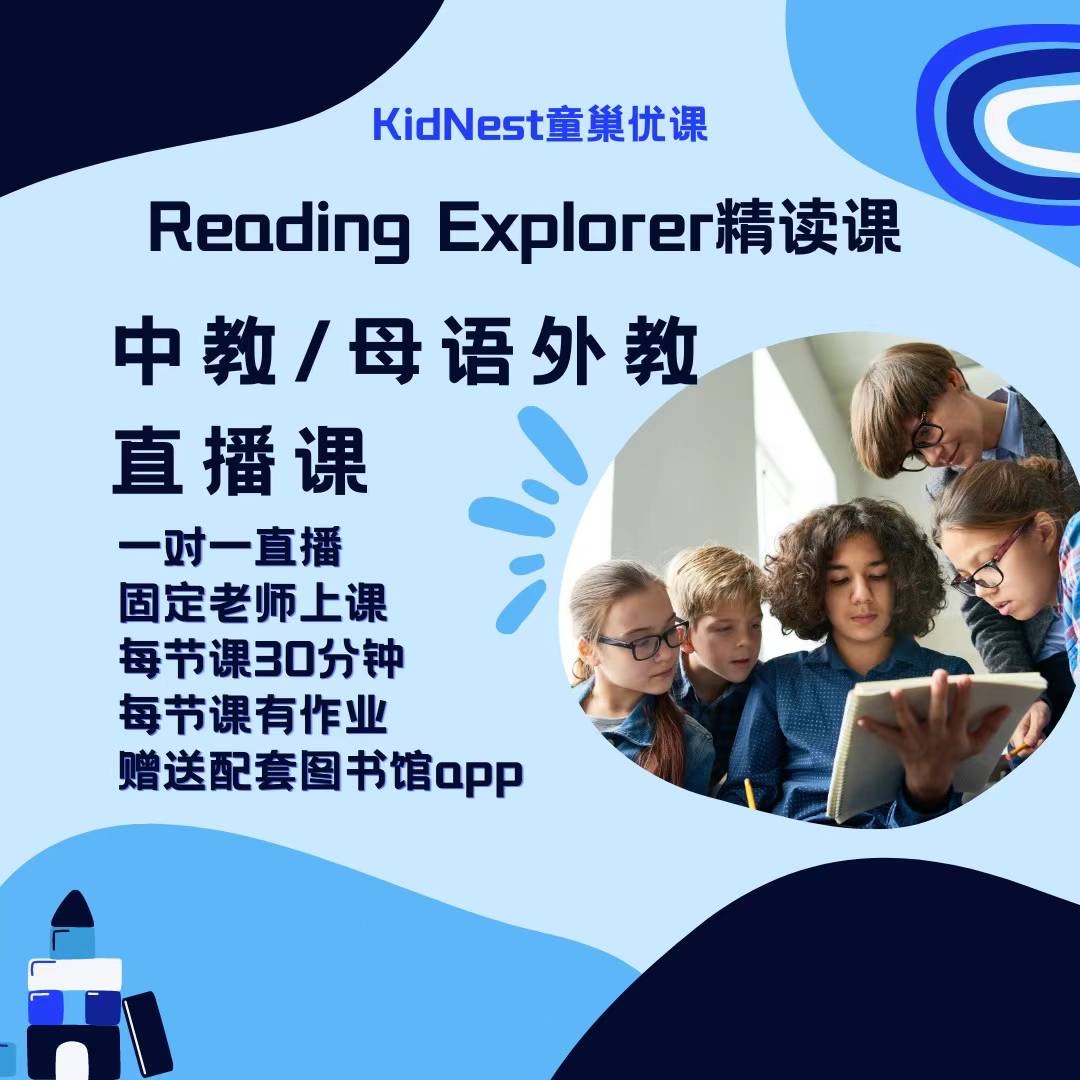 KidNest童巢优课
Reading Explorer精读课
中教/母语外教
直播课
一对一直播
固定老师上课
每节课30分钟
每节课有作业
赠送配套图书馆app